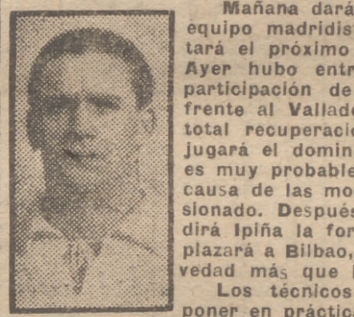 Mañana dará
equipo madridis
tará el próximo
Ayer hubo entr
participación de
frente al Vallad
total recuperaci
jugará el domin
es muy probable
causa de las mo
sionado. Después
dirá Ipiña la for
plazará a Bilbao,
vedad más que l
Los técnicos
poner en práctic